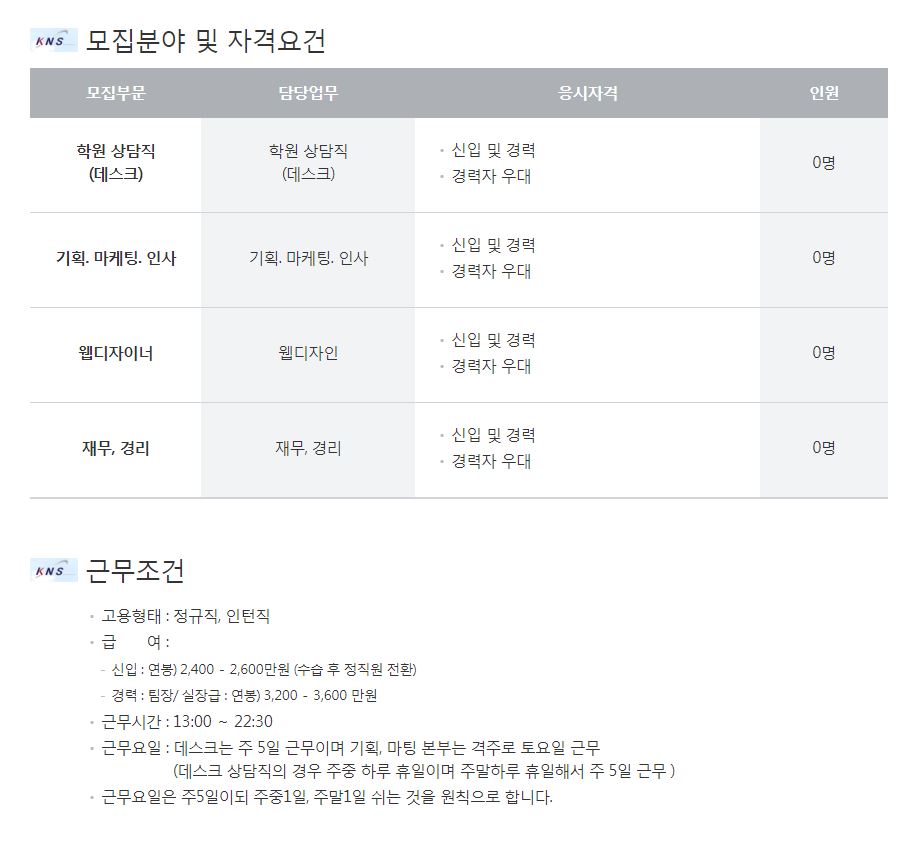 KNS 모집분야 및 자격요건
모집부문 담당업무 응시자격 인원
학원 상담직
(데스크)
학원 상담직
(데스크)
· 신입 및 경력
· 경력자 우대
0명
기획. 마케팅. 인사
기획. 마케팅. 인사
· 신입 및 경력
· 경력자 우대
0명
웹디자이너
웹디자인
· 신입 및 경력
· 경력자 우대
0명
재무, 경리
재무, 경리
· 신입 및 경력
· 경력자 우대
0명
KNS 근무조건
· 고용형태 : 정규직, 인턴직
· 급 여 :
- 신입 : 연봉) 2,400 - 2,600만원 (수습 후 정직원 전환)
- 경력 : 팀장/ 실장급 : 연봉) 3,200 - 3,600 만원
· 근무시간 : 13:00 ~ 22:30
· 근무요일 : 데스크는 주 5일 근무이며 기획, 마팅 본부는 격주로 토요일 근무
(데스크 상담직의 경우 주중 하루 휴일이며 주말하루 휴일해서 주 5일 근무 )
· 근무요일은 주5일이되 주중1일, 주말1일 쉬는 것을 원칙으로 합니다.